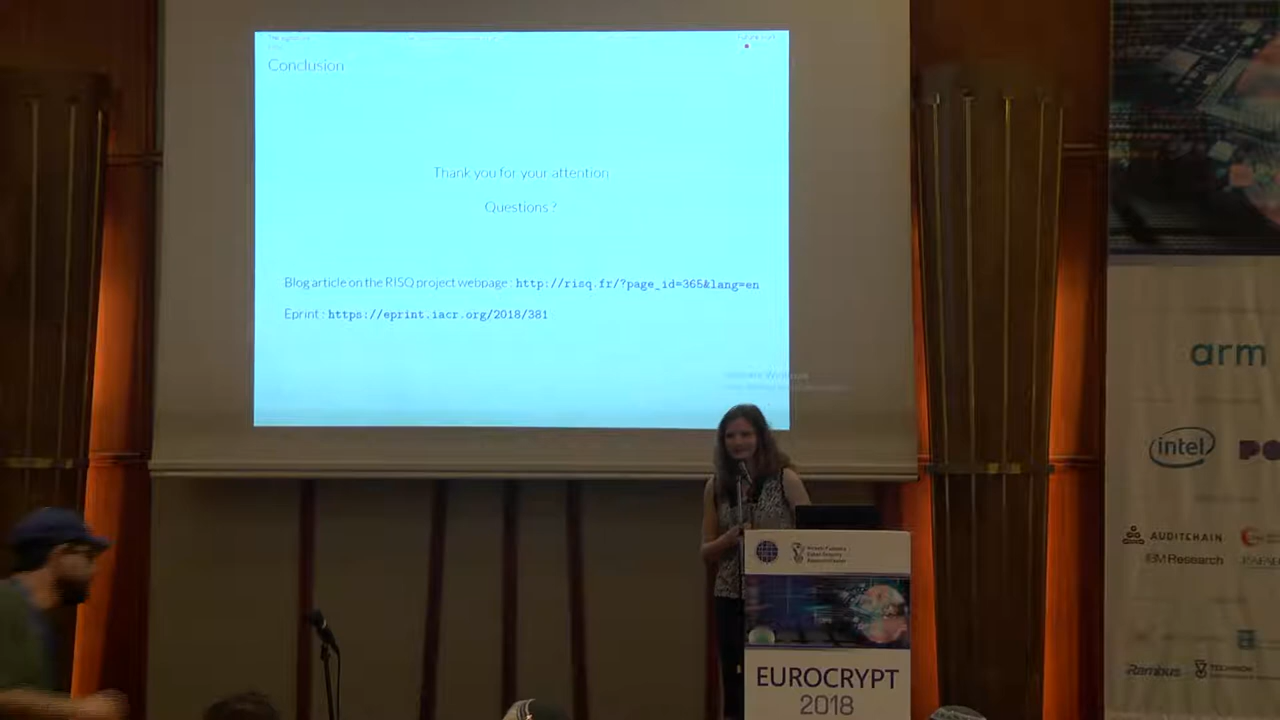 Conclusion
Thank you for your attention
Questions ?
Blog article on the RISQ project webpage : http://risq.fr/?page_id=365&lang=en
Eprint : https://eprint.iacr.org/2018/381
arm
intel
AUDITCHAIN
IBM Research
Rambus
TECHNION
EUROCRYPT
2018